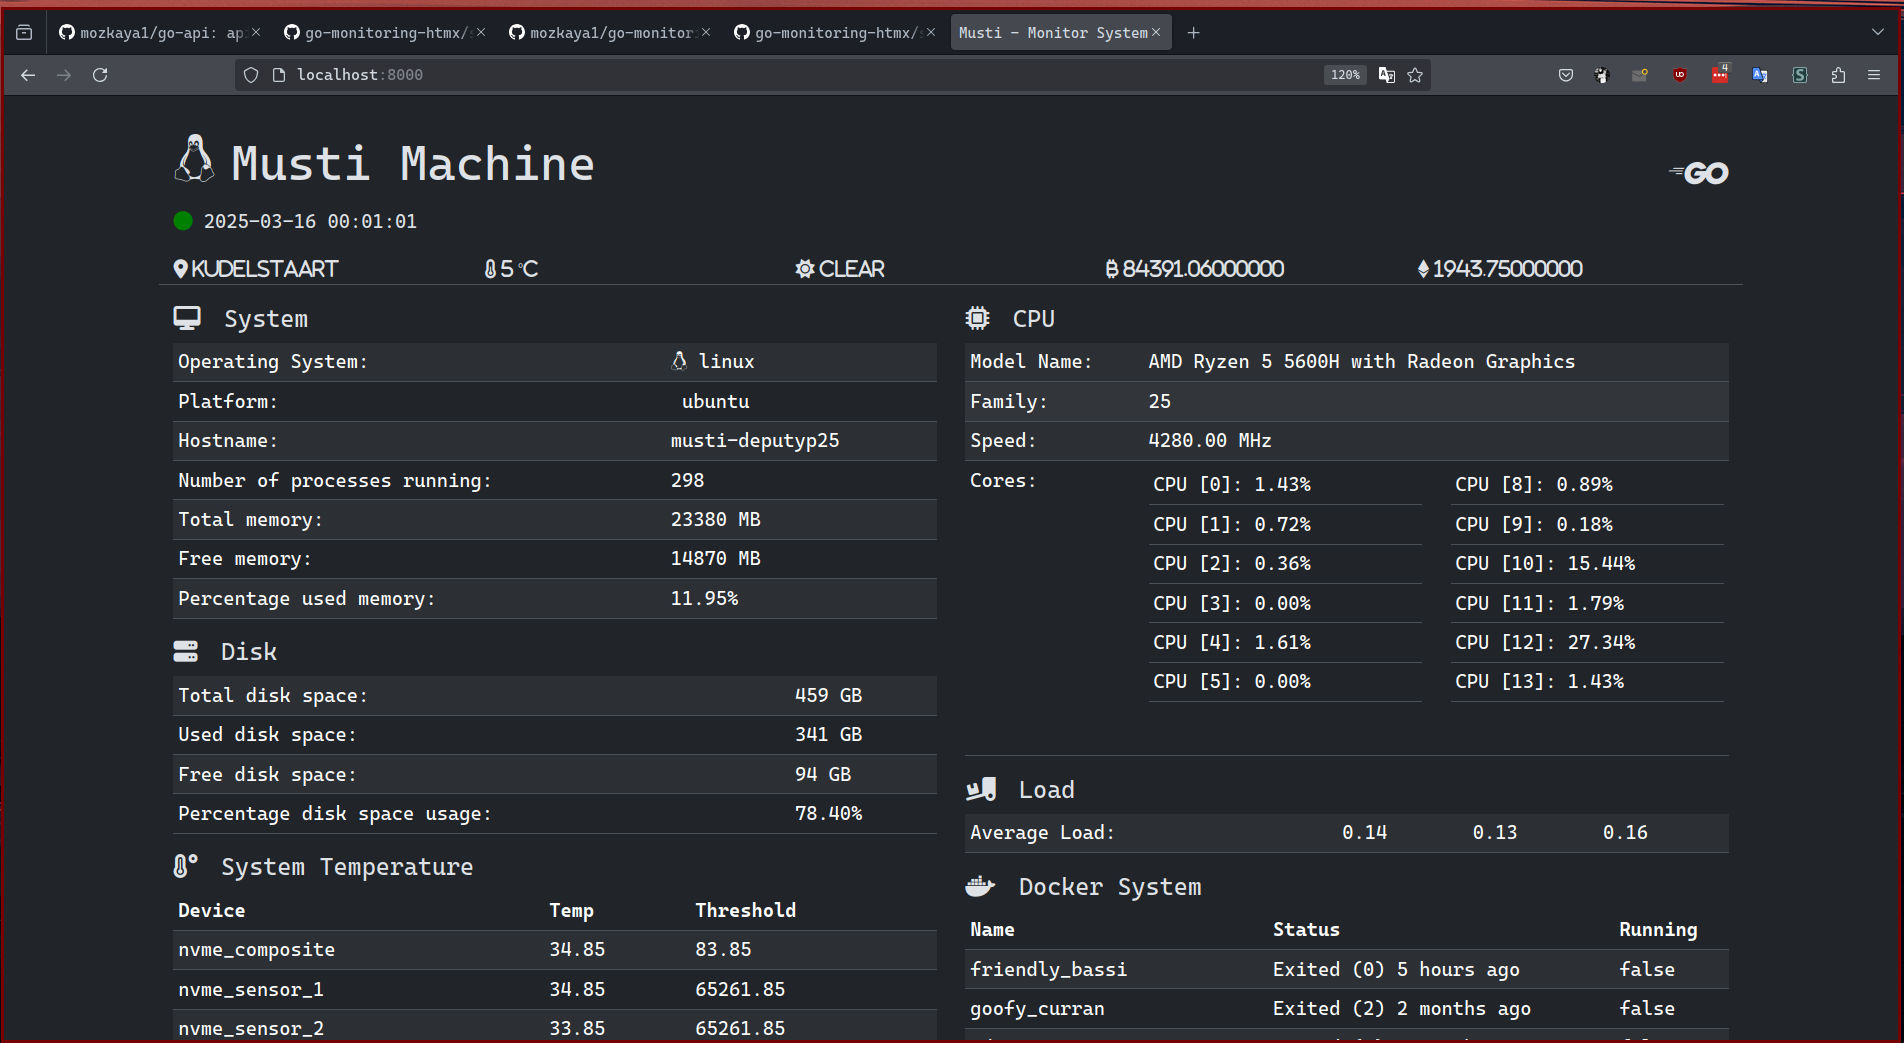 mozkaya1/go-api: ap
go-monitoring-htmx/
mozkaya1/go-monitor
go-monitoring-htmx/
Musti - Monitor System
localhost:8000
120%
4
Musti Machine
GO
2025-03-16 00:01:01
KUDELSTAART
5 °C
CLEAR
84391.06000000
1943.75000000
System
Operating System: linux
Platform: ubuntu
Hostname: musti-deputyp25
Number of processes running: 298
Total memory: 23380 MB
Free memory: 14870 MB
Percentage used memory: 11.95%
Disk
Total disk space: 459 GB
Used disk space: 341 GB
Free disk space: 94 GB
Percentage disk space usage: 78.40%
System Temperature
Device Temp Threshold
nvme_composite 34.85 83.85
nvme_sensor_1 34.85 65261.85
nvme_sensor_2 33.85 65261.85
CPU
Model Name: AMD Ryzen 5 5600H with Radeon Graphics
Family: 25
Speed: 4280.00 MHz
Cores:
CPU [0]: 1.43% CPU [8]: 0.89%
CPU [1]: 0.72% CPU [9]: 0.18%
CPU [2]: 0.36% CPU [10]: 15.44%
CPU [3]: 0.00% CPU [11]: 1.79%
CPU [4]: 1.61% CPU [12]: 27.34%
CPU [5]: 0.00% CPU [13]: 1.43%
Load
Average Load: 0.14 0.13 0.16
Docker System
Name Status Running
friendly_bassi Exited (0) 5 hours ago false
goofy_curran Exited (2) 2 months ago false